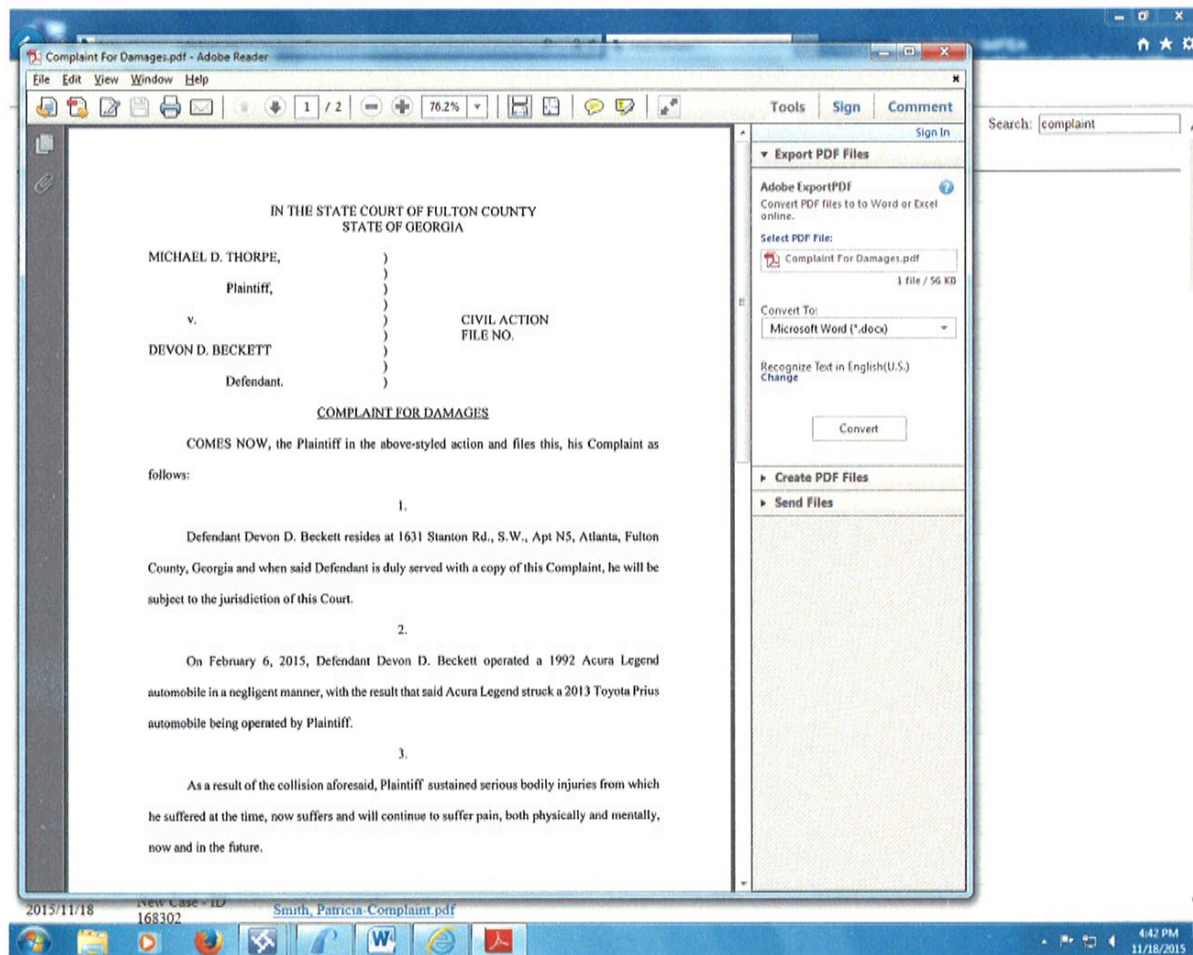 Complaint For Damages.pdf - Adobe Reader
File Edit View Window Help
1 / 2 76.2% Tools Sign Comment
Sign In
Search: complaint
IN THE STATE COURT OF FULTON COUNTY
STATE OF GEORGIA
MICHAEL D. THORPE, )
)
Plaintiff, )
)
v. ) CIVIL ACTION
) FILE NO.
DEVON D. BECKETT )
)
Defendant. )
COMPLAINT FOR DAMAGES
COMES NOW, the Plaintiff in the above-styled action and files this, his Complaint as
follows:
1.
Defendant Devon D. Beckett resides at 1631 Stanton Rd., S.W., Apt N5, Atlanta, Fulton
County, Georgia and when said Defendant is duly served with a copy of this Complaint, he will be
subject to the jurisdiction of this Court.
2.
On February 6, 2015, Defendant Devon D. Beckett operated a 1992 Acura Legend
automobile in a negligent manner, with the result that said Acura Legend struck a 2013 Toyota Prius
automobile being operated by Plaintiff.
3.
As a result of the collision aforesaid, Plaintiff sustained serious bodily injuries from which
he suffered at the time, now suffers and will continue to suffer pain, both physically and mentally,
now and in the future.
Export PDF Files
Adobe ExportPDF
Convert PDF files to to Word or Excel
online.
Select PDF File:
Complaint For Damages.pdf
1 file / 56 KB
Convert To:
Microsoft Word (*.docx)
Recognize Text in English(U.S.)
Change
Convert
Create PDF Files
Send Files
2015/11/18 New Case - ID
168302 Smith, Patricia-Complaint.pdf
4:42 PM
11/18/2015